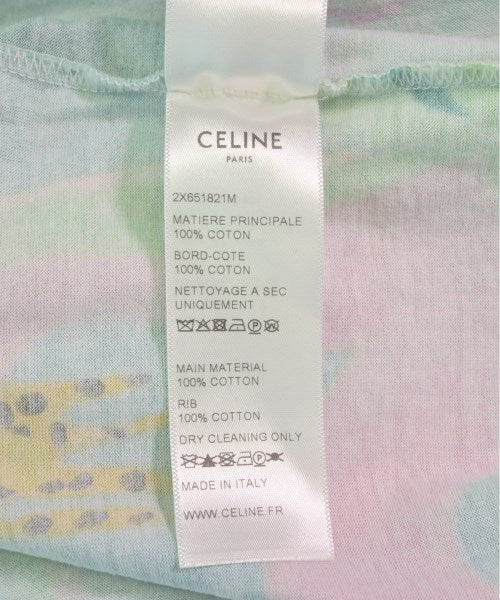 CELINE
PARIS
2X651821M
MATIERE PRINCIPALE
100% COTON
BORD-COTE
100% COTON
NETTOYAGE A SEC
UNIQUEMENT
MAIN MATERIAL
100% COTTON
RIB
100% COTTON
DRY CLEANING ONLY
MADE IN ITALY
WWW.CELINE.FR